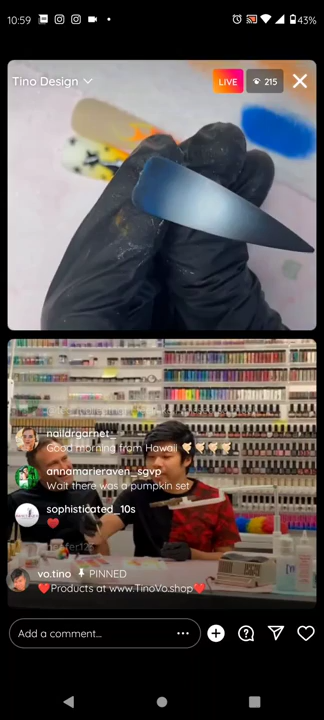 10:59
43%
Tino Design
LIVE
215
naildrgarnet
Good morning from Hawaii
annamarieraven_sgvp
Wait there was a pumpkin set
sophisticated_10s
vo.tino PINNED
Products at www.TinoVo.shop
Add a comment...